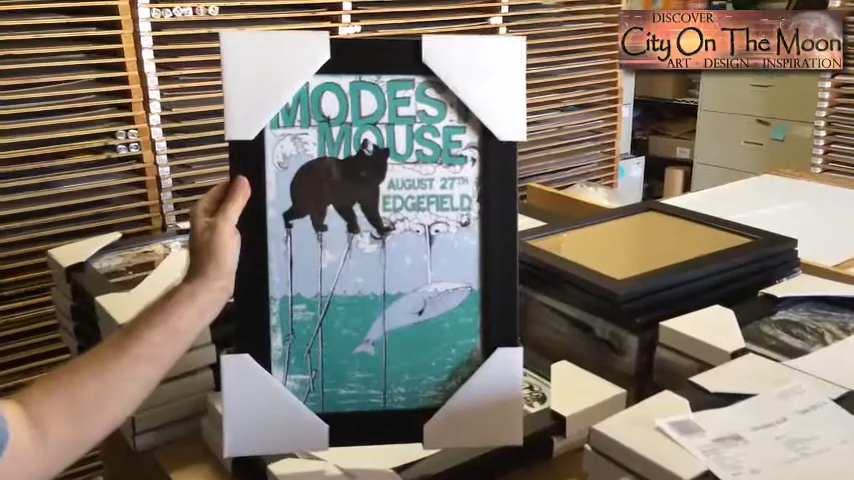 DISCOVER
City On The Moon
ART - DESIGN - INSPIRATION
MODEST
MOUSE
AUGUST 27TH
EDGEFIELD